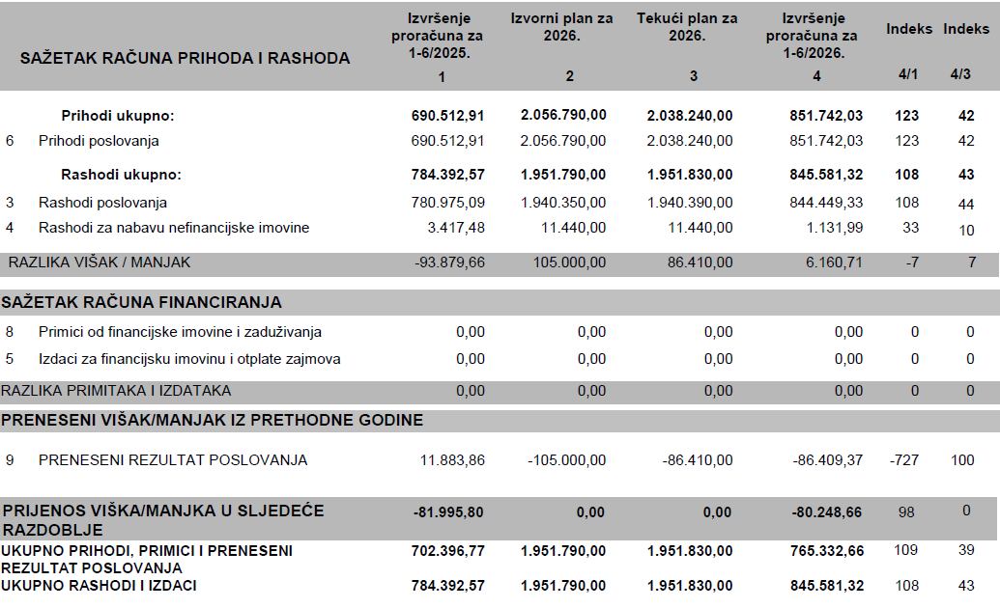 SAŽETAK RAČUNA PRIHODA I RASHODA Izvršenje proračuna za 1-6/2025. Izvorni plan za 2026. Tekući plan za 2026. Izvršenje proračuna za 1-6/2026. Indeks Indeks
1 2 3 4 4/1 4/3
Prihodi ukupno: 690.512,91 2.056.790,00 2.038.240,00 851.742,03 123 42
6 Prihodi poslovanja 690.512,91 2.056.790,00 2.038.240,00 851.742,03 123 42
Rashodi ukupno: 784.392,57 1.951.790,00 1.951.830,00 845.581,32 108 43
3 Rashodi poslovanja 780.975,09 1.940.350,00 1.940.390,00 844.449,33 108 44
4 Rashodi za nabavu nefinancijske imovine 3.417,48 11.440,00 11.440,00 1.131,99 33 10
RAZLIKA VIŠAK / MANJAK -93.879,66 105.000,00 86.410,00 6.160,71 -7 7
SAŽETAK RAČUNA FINANCIRANJA
8 Primici od financijske imovine i zaduživanja 0,00 0,00 0,00 0,00 0 0
5 Izdaci za financijsku imovinu i otplate zajmova 0,00 0,00 0,00 0,00 0 0
RAZLIKA PRIMITAKA I IZDATAKA 0,00 0,00 0,00 0,00 0 0
PRENESENI VIŠAK/MANJAK IZ PRETHODNE GODINE
9 PRENESENI REZULTAT POSLOVANJA 11.883,86 -105.000,00 -86.410,00 -86.409,37 -727 100
PRIJENOS VIŠKA/MANJKA U SLJEDEĆE -81.995,80 0,00 0,00 -80.248,66 98 0
RAZDOBLJE
UKUPNO PRIHODI, PRIMICI I PRENESENI 702.396,77 1.951.790,00 1.951.830,00 765.332,66 109 39
REZULTAT POSLOVANJA
UKUPNO RASHODI I IZDACI 784.392,57 1.951.790,00 1.951.830,00 845.581,32 108 43